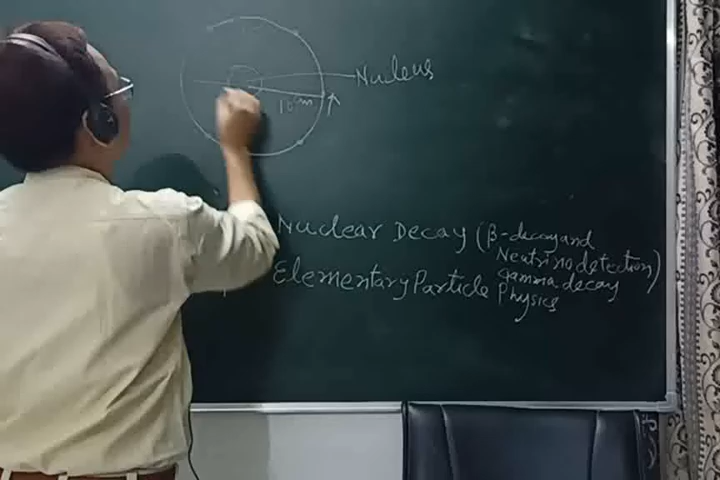 Nucleus
Nuclear Decay (β-decay and
Neutrino detection)
gamma decay
Elementary Particle Physics